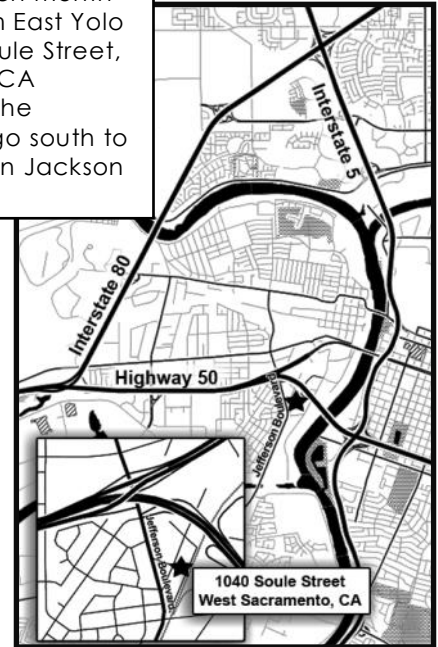 East Yolo
ule Street,
CA
he
go south to
n Jackson
Interstate 5
Interstate 80
Highway 50
Jefferson Boulevard
Jefferson Boulevard
1040 Soule Street
West Sacramento, CA